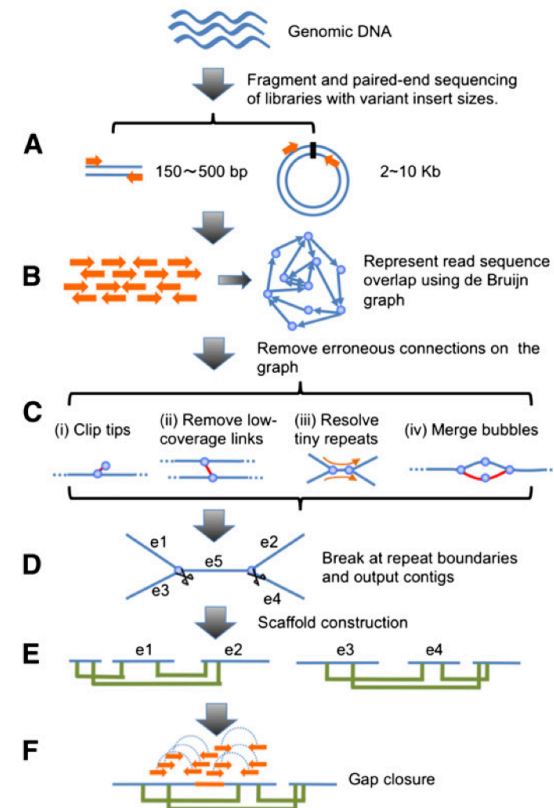 Genomic DNA
Fragment and paired-end sequencing
of libraries with variant insert sizes.
A
150~500 bp
2~10 Kb
B
Represent read sequence
overlap using de Bruijn
graph
Remove erroneous connections on the
graph
C
(i) Clip tips
(ii) Remove low-
coverage links
(iii) Resolve
tiny repeats
(iv) Merge bubbles
D
e1
e2
e5
e3
e4
Break at repeat boundaries
and output contigs
Scaffold construction
E
e1
e2
e3
e4
F
Gap closure